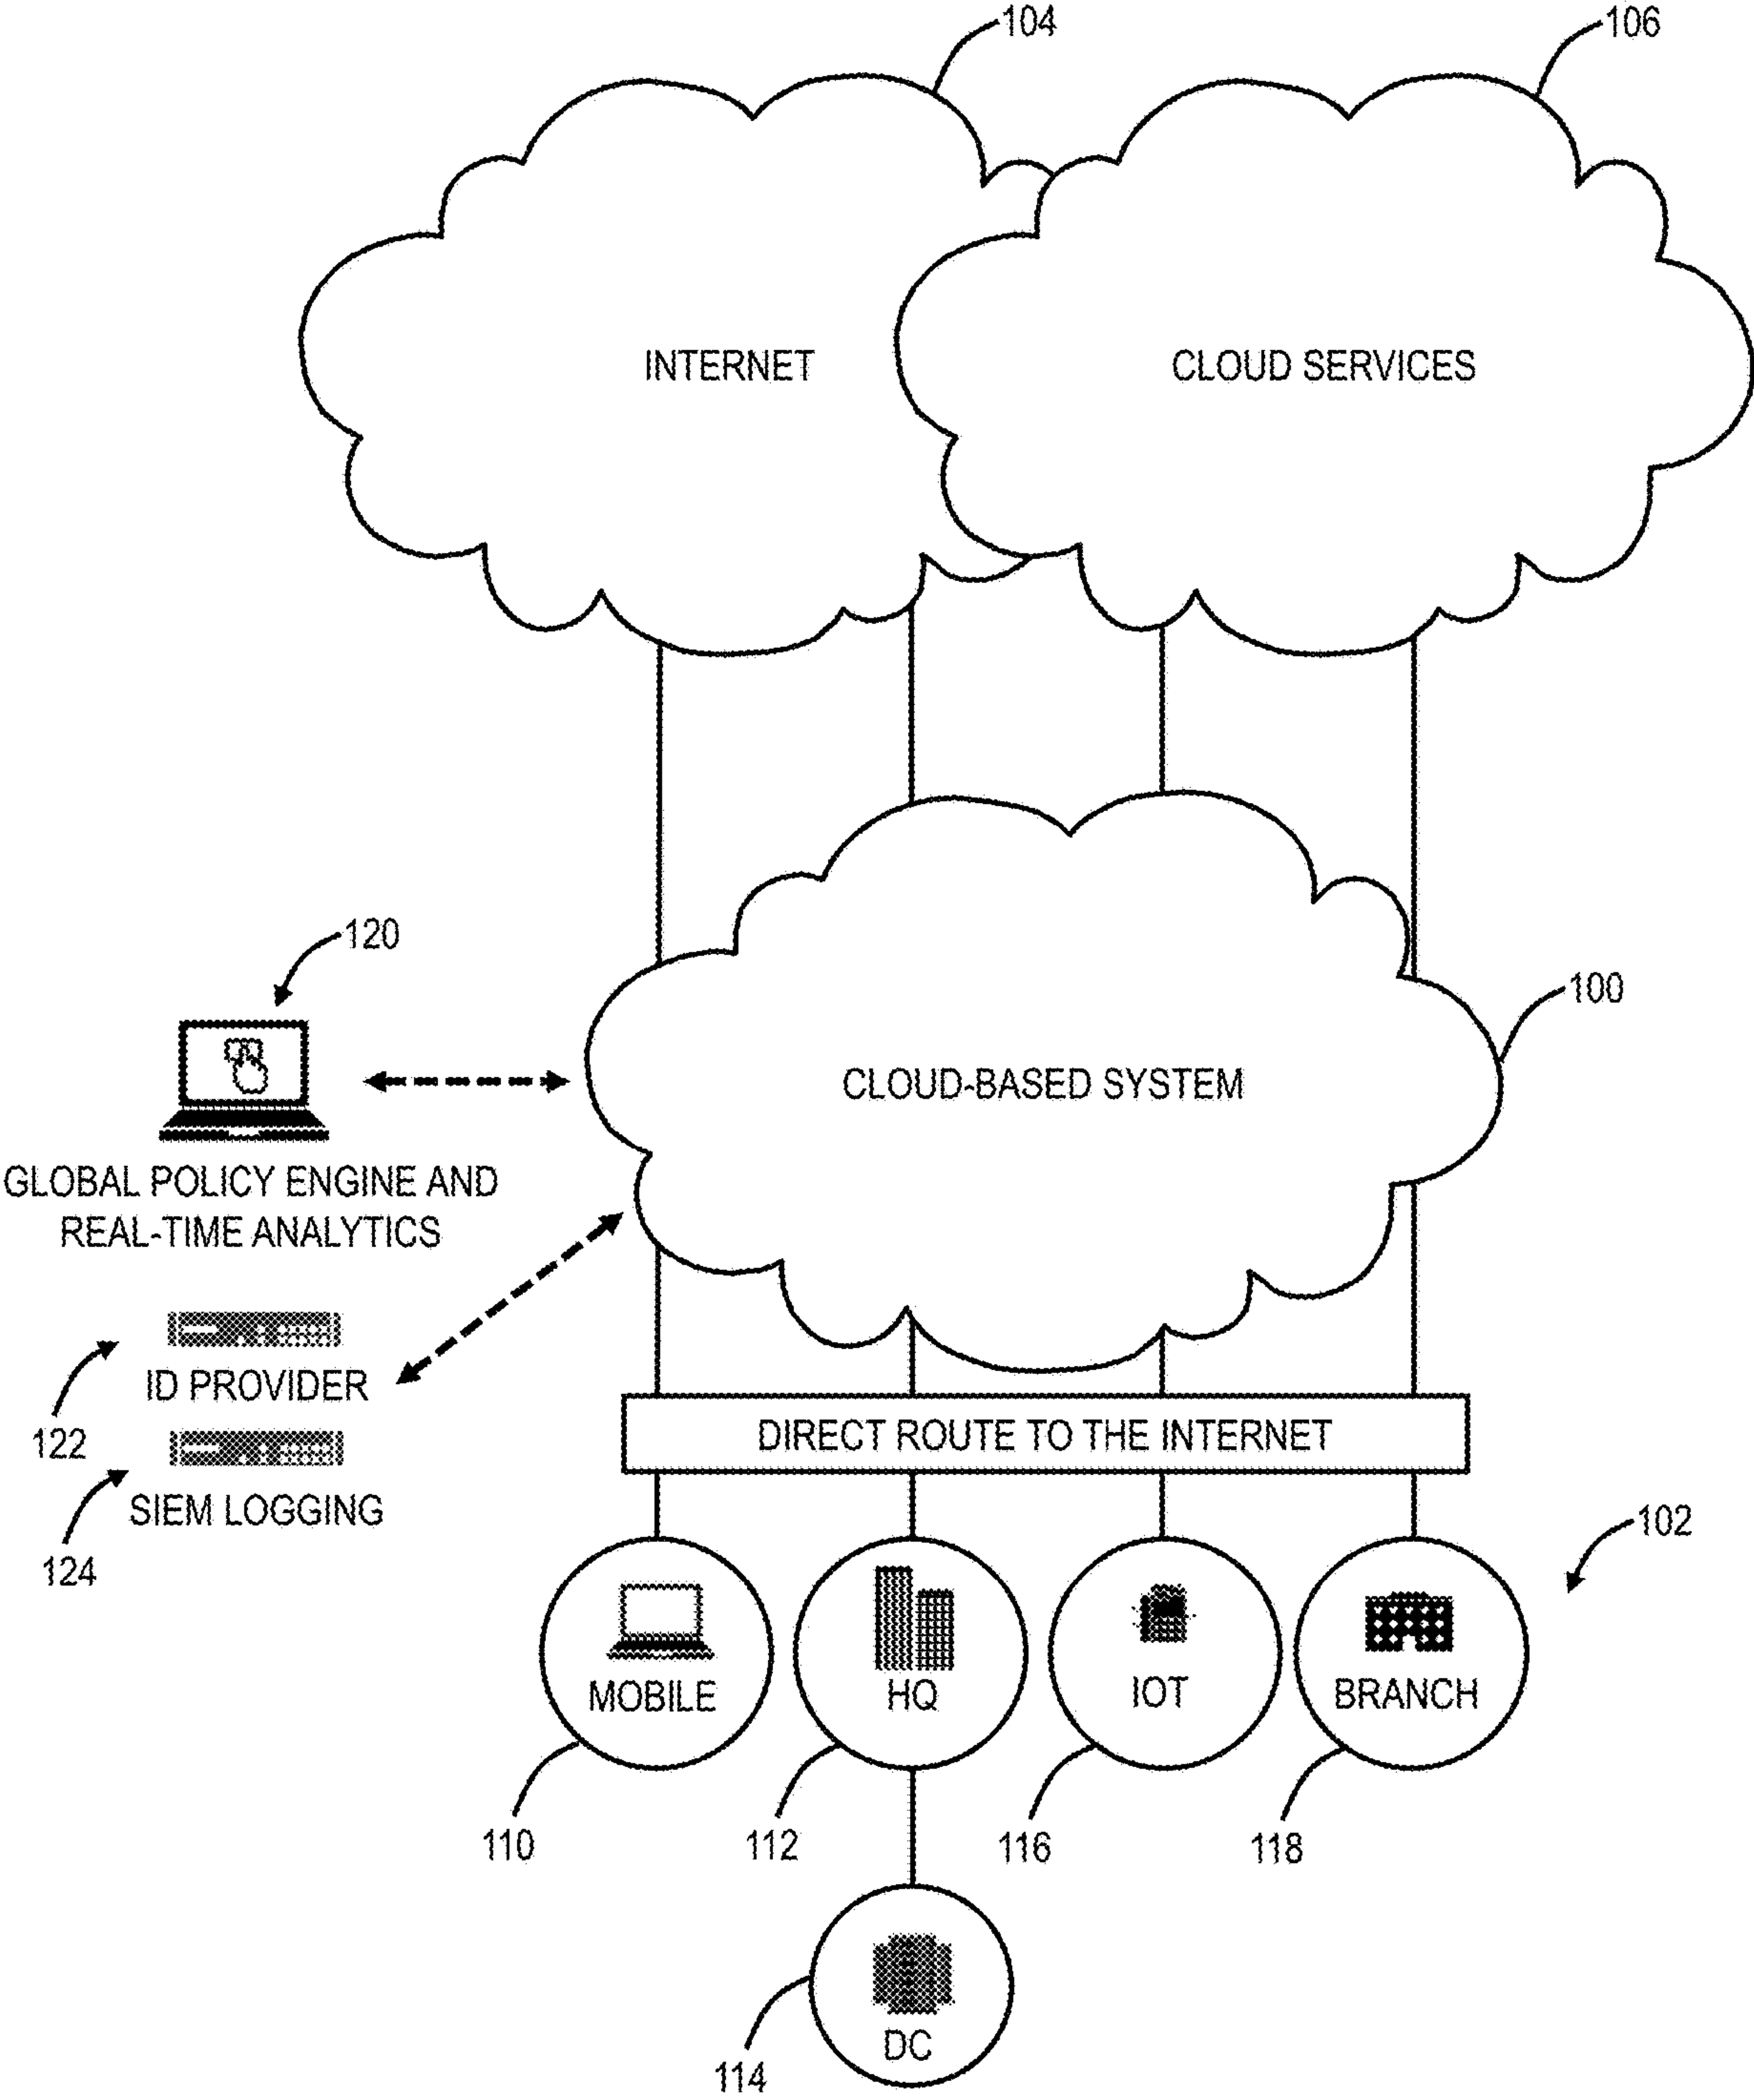 104
106
INTERNET
CLOUD SERVICES
120
100
CLOUD-BASED SYSTEM
GLOBAL POLICY ENGINE AND
REAL-TIME ANALYTICS
ID PROVIDER
122
DIRECT ROUTE TO THE INTERNET
SIEM LOGGING
124
102
MOBILE
HQ
IOT
BRANCH
110
112
116
118
DC
114